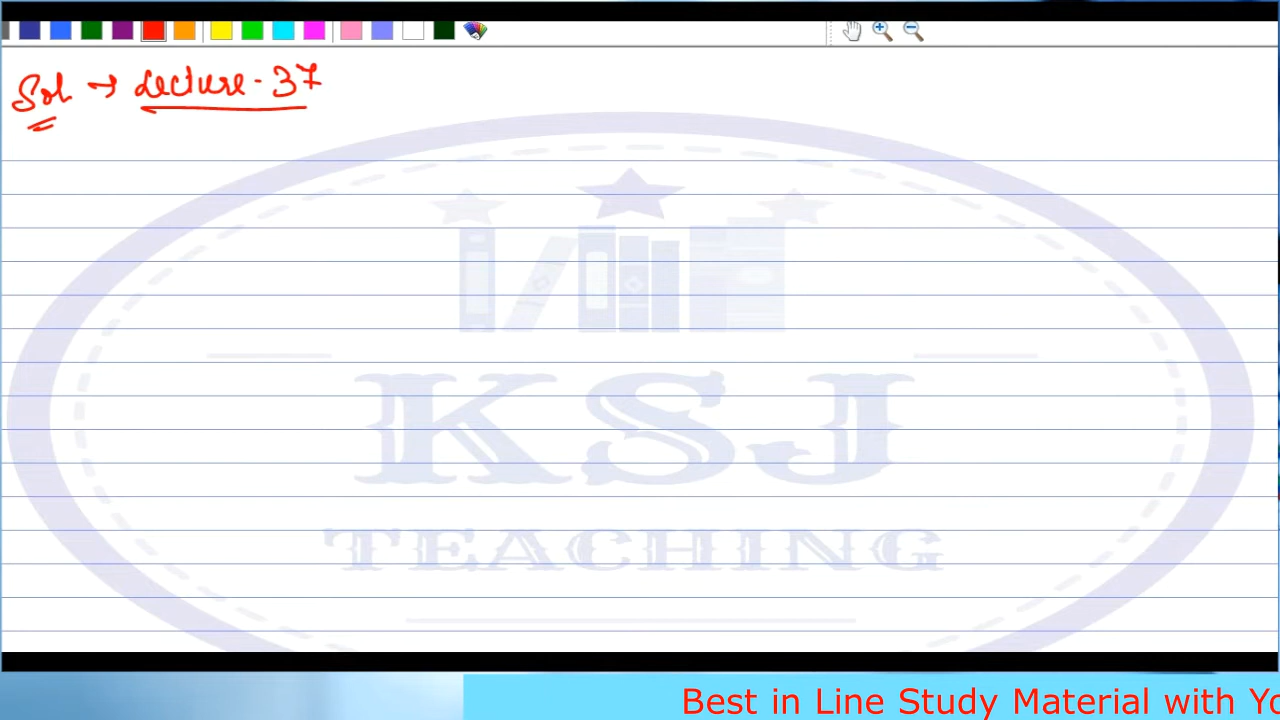 Sol → Lecture - 37
KSJ
TEACHING
Best in Line Study Material with Yo